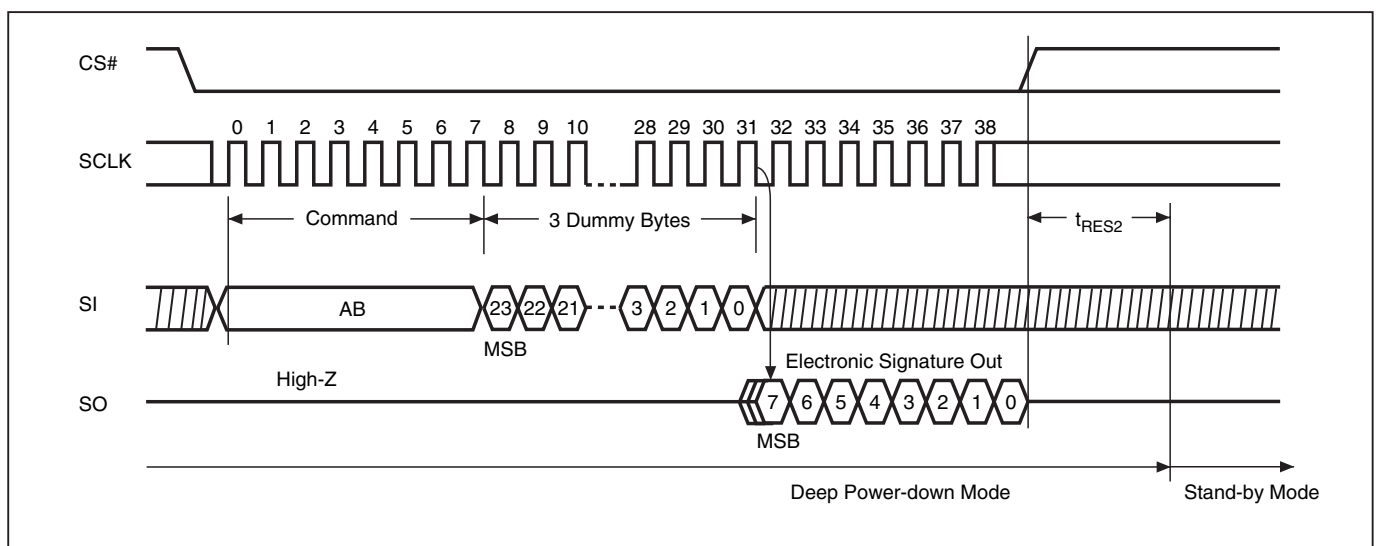 CS#
0 1 2 3 4 5 6 7 8 9 10 28 29 30 31 32 33 34 35 36 37 38
SCLK
Command 3 Dummy Bytes tRES2
SI AB 23 22 21 3 2 1 0
MSB
Electronic Signature Out
High-Z
SO 7 6 5 4 3 2 1 0
MSB
Deep Power-down Mode Stand-by Mode